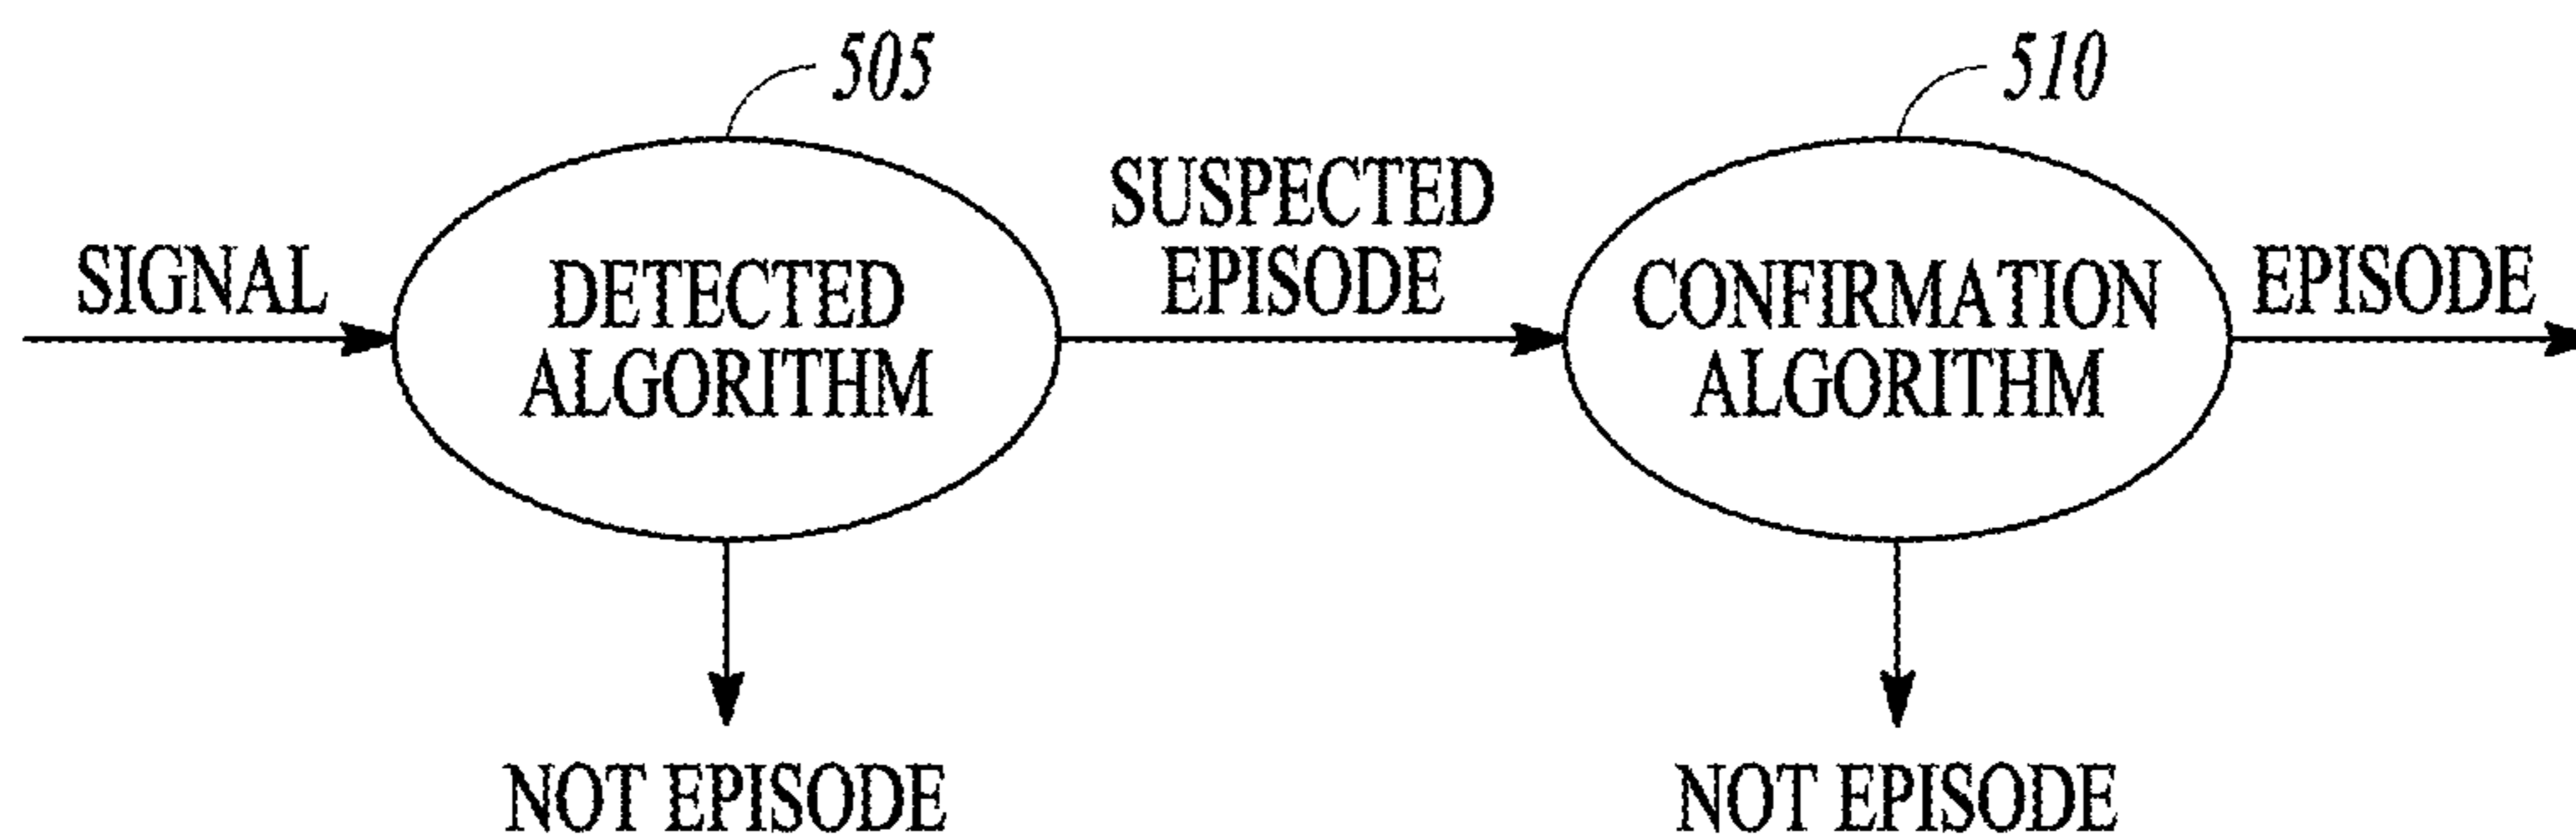 505
510
SIGNAL
DETECTED
ALGORITHM
SUSPECTED
EPISODE
CONFIRMATION
ALGORITHM
EPISODE
NOT EPISODE
NOT EPISODE